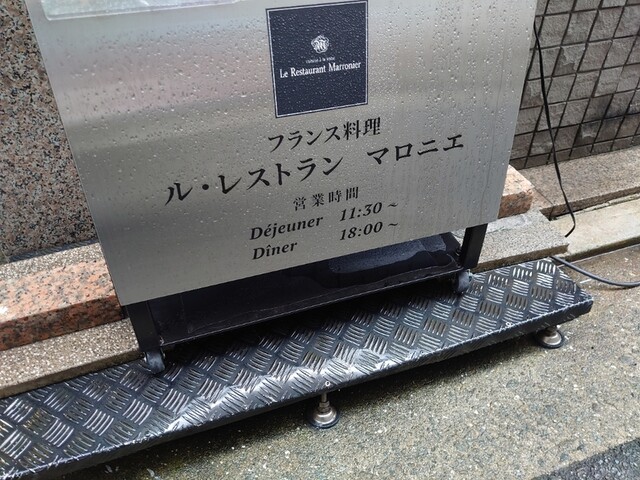 Le Restaurant Marronier
フランス料理
ル・レストラン マロニエ
営業時間
Déjeuner 11:30~
Dîner 18:00~